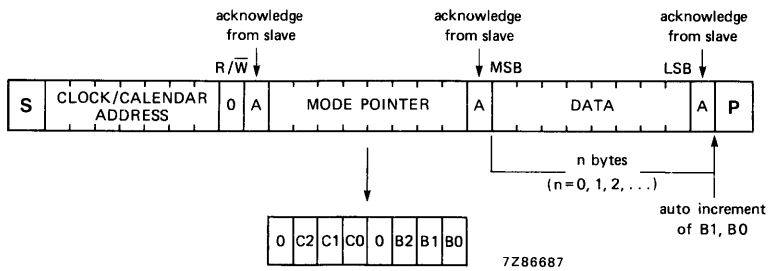 acknowledge
from slave
acknowledge
from slave
acknowledge
from slave
R/W̅
MSB
LSB
S
CLOCK/CALENDAR
ADDRESS
0
A
MODE POINTER
A
DATA
A
P
n bytes
(n=0, 1, 2, . . .)
auto increment
of B1, B0
0 C2 C1 C0 0 B2 B1 B0
7Z86687